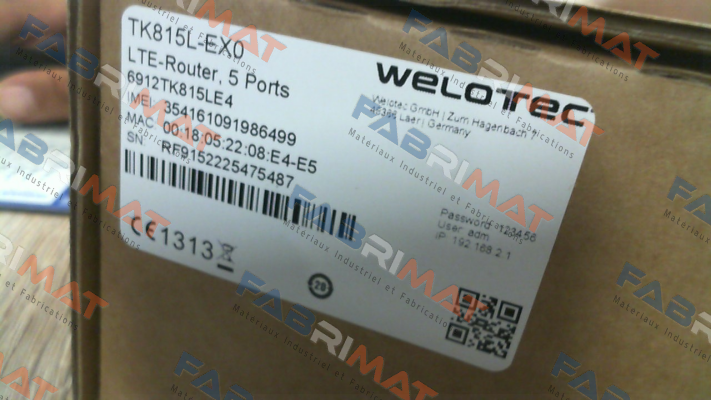 TK815L-EX0
LTE-Router, 5 Ports
6912TK815LE4
IMEI: 354161091986499
MAC: 00:18:05:22:08:E4-E5
SN: RF9152225475487
CE1313
28
WELOTEC
Welotec GmbH | Zum Hagenbach 7
48366 Laer | Germany
Password: 123456
User: adm
IP: 192.168.2.1
FABRIMAT
Matériaux Industriel et Fabrications